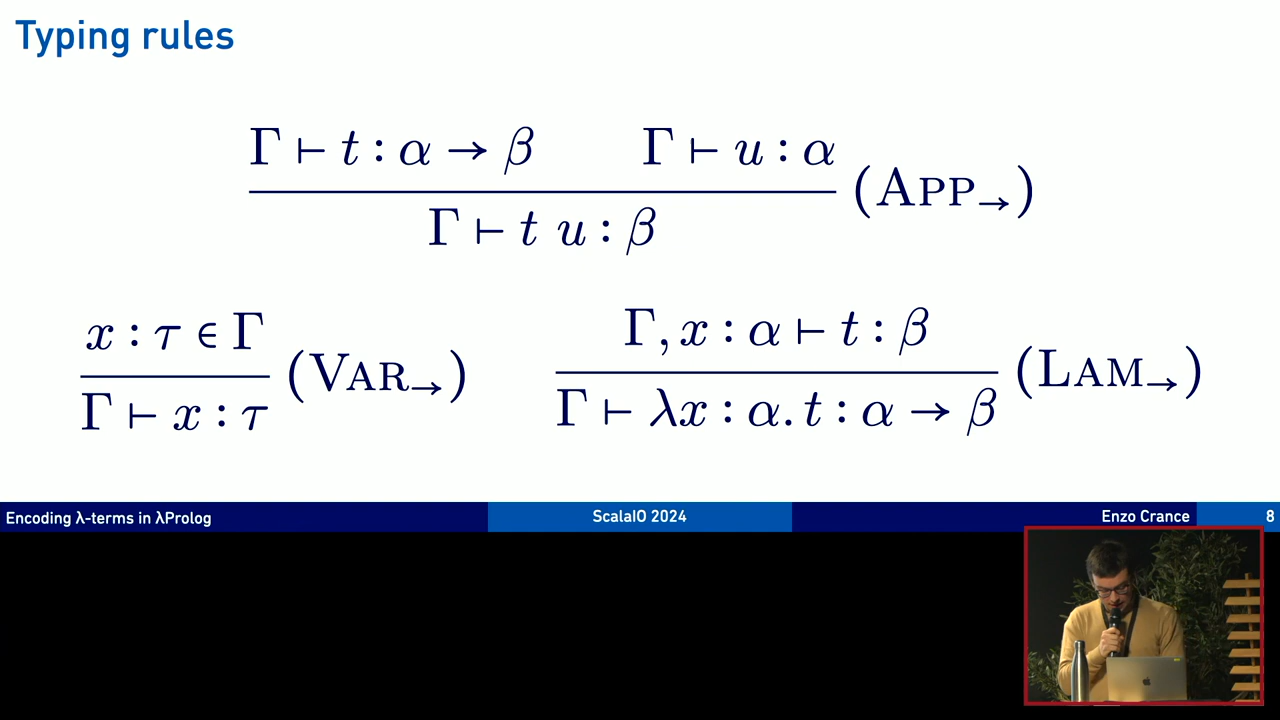 Typing rules
Γ ⊢ t : α → β    Γ ⊢ u : α
(APP→)
Γ ⊢ t u : β
x : τ ∈ Γ
(VAR→)
Γ ⊢ x : τ
Γ, x : α ⊢ t : β
(LAM→)
Γ ⊢ λx : α. t : α → β
Encoding λ-terms in λProlog
ScalaIO 2024
Enzo Crance
8